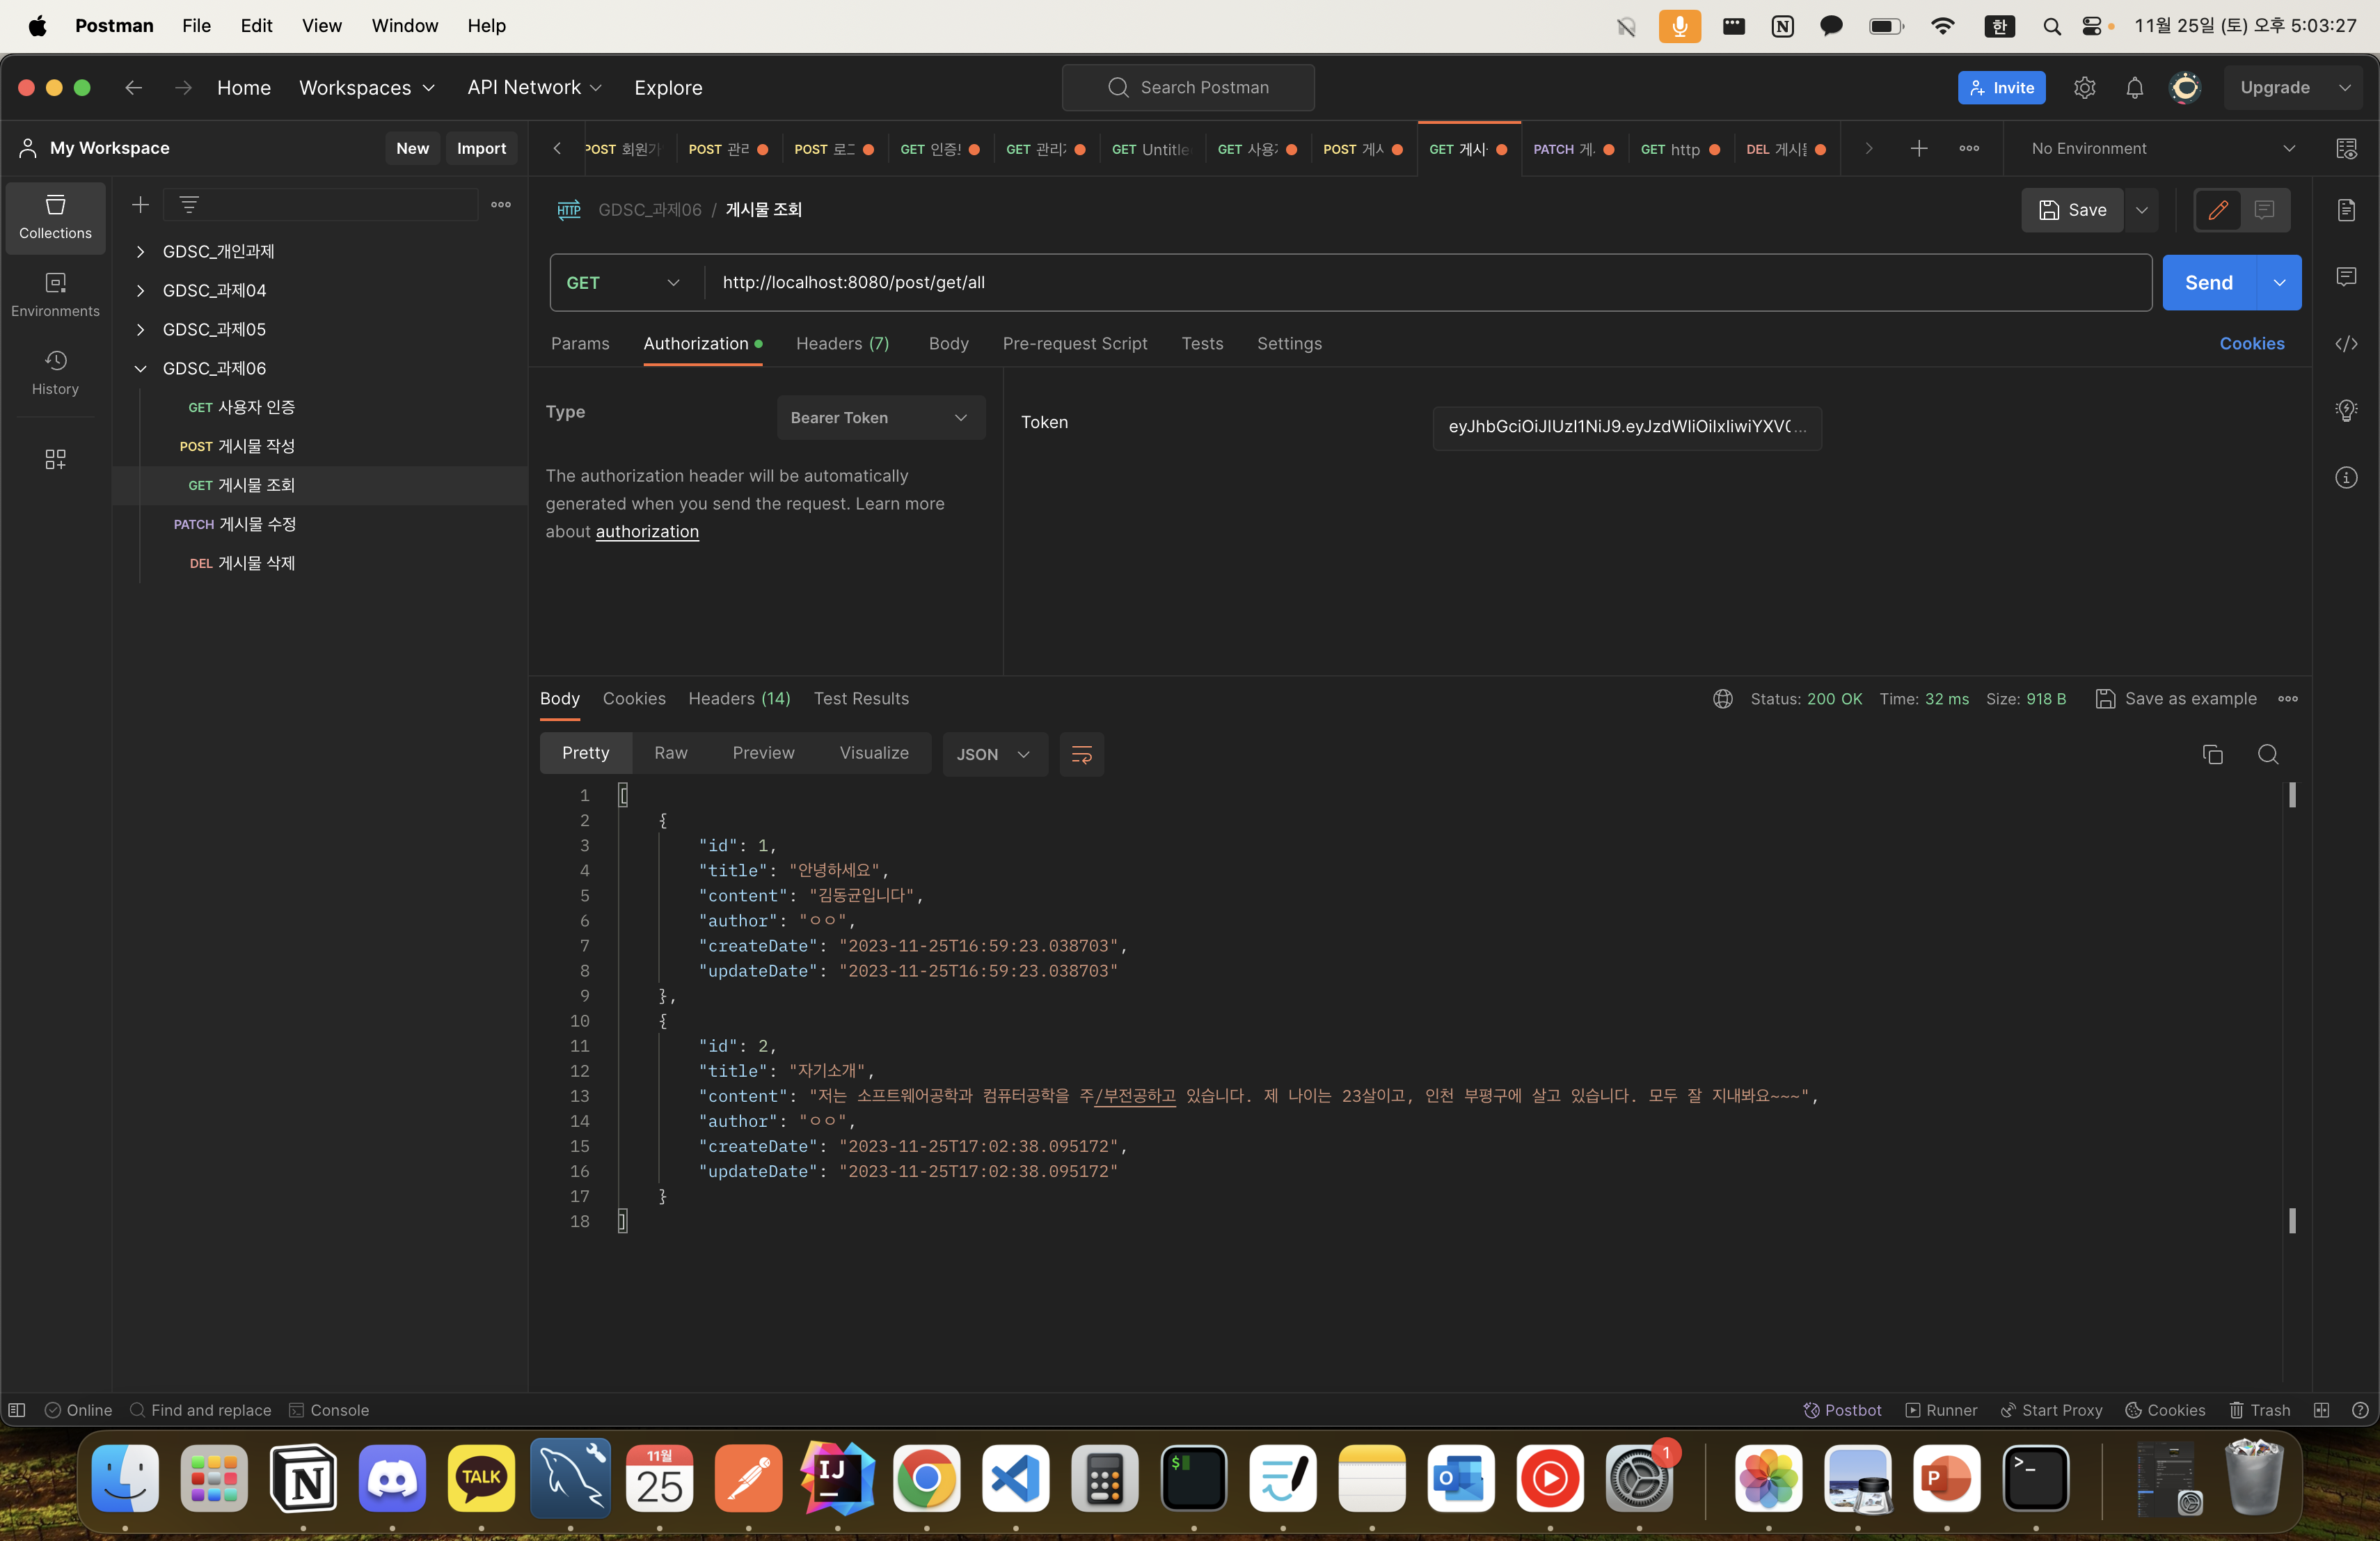 Postman File Edit View Window Help 한 11월 25일 (토) 오후 5:03:27
Home Workspaces API Network Explore Search Postman Invite Upgrade
My Workspace New Import POST 회원가 POST 관리 POST 로그 GET 인증! GET 관리 GET Untitle GET 사용 POST 게시 GET 게시 PATCH 게 GET http DEL 게시 No Environment
Collections
Environments
History
GDSC_개인과제
GDSC_과제04
GDSC_과제05
GDSC_과제06
GET 사용자 인증
POST 게시물 작성
GET 게시물 조회
PATCH 게시물 수정
DEL 게시물 삭제
HTTP GDSC_과제06 / 게시물 조회 Save
GET http://localhost:8080/post/get/all Send
Params Authorization Headers (7) Body Pre-request Script Tests Settings Cookies
Type Bearer Token
The authorization header will be automatically
generated when you send the request. Learn more
about authorization
Token
Body Cookies Headers (14) Test Results Status: 200 OK Time: 32 ms Size: 918 B Save as example
Pretty Raw Preview Visualize JSON
1 [
2 {
3 "id": 1,
4 "title": "안녕하세요",
5 "content": "김동균입니다",
6 "author": "ㅇㅇ",
7 "createDate": "2023-11-25T16:59:23.038703",
8 "updateDate": "2023-11-25T16:59:23.038703"
9 },
10 {
11 "id": 2,
12 "title": "자기소개",
13 "content": "저는 소프트웨어공학과 컴퓨터공학을 주/부전공하고 있습니다. 제 나이는 23살이고, 인천 부평구에 살고 있습니다. 모두 잘 지내봐요~~~",
14 "author": "ㅇㅇ",
15 "createDate": "2023-11-25T17:02:38.095172",
16 "updateDate": "2023-11-25T17:02:38.095172"
17 }
18 ]
Online Find and replace Console Postbot Runner Start Proxy Cookies Trash
TALK 11월 25 IJ 1